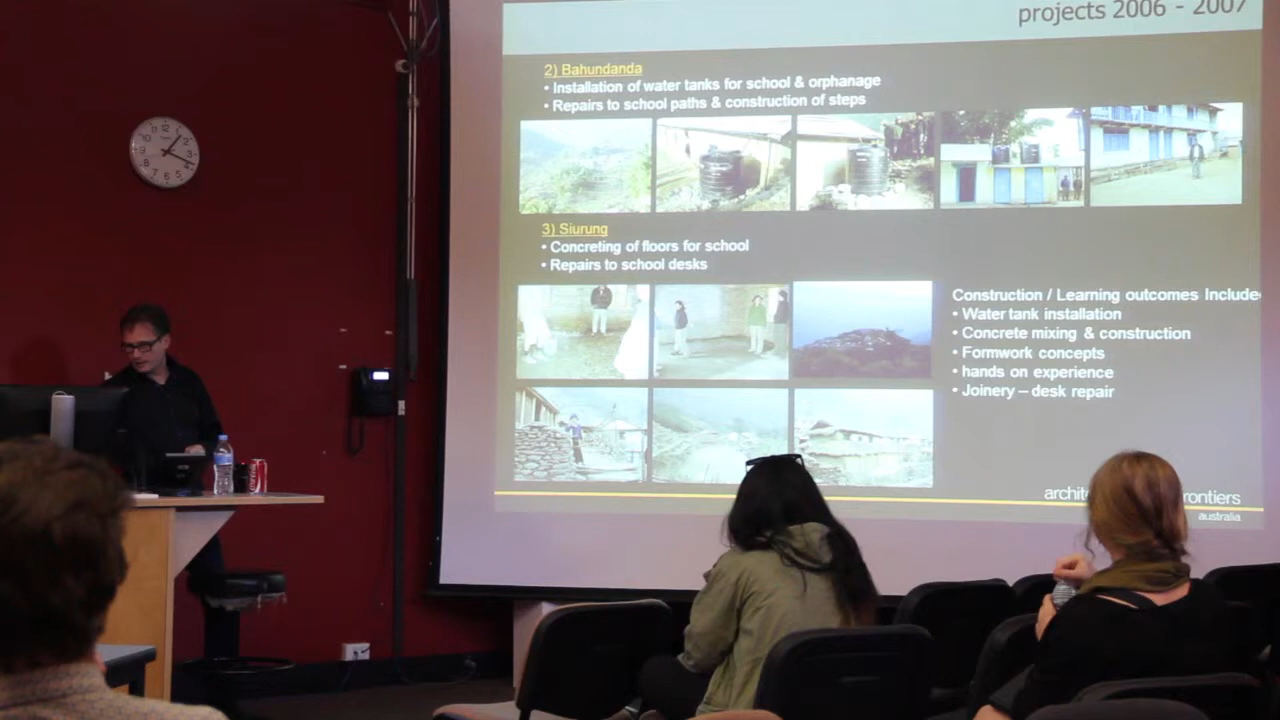 projects 2006 - 2007
2) Bahundanda
• Installation of water tanks for school & orphanage
• Repairs to school paths & construction of steps
3) Siurung
• Concreting of floors for school
• Repairs to school desks
Construction / Learning outcomes Include
• Water tank installation
• Concrete mixing & construction
• Formwork concepts
• hands on experience
• Joinery – desk repair
archite rontiers
australia